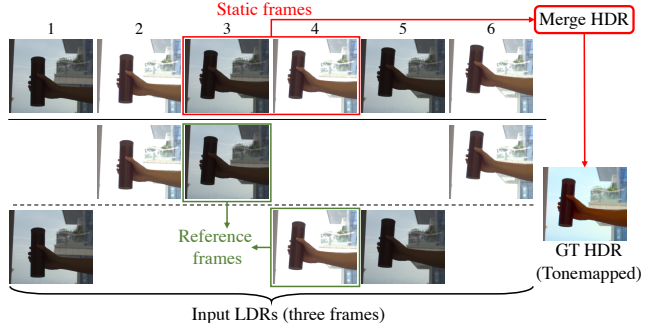 Static frames
Merge HDR
1 2 3 4 5 6
Reference
frames
GT HDR
(Tonemapped)
Input LDRs (three frames)